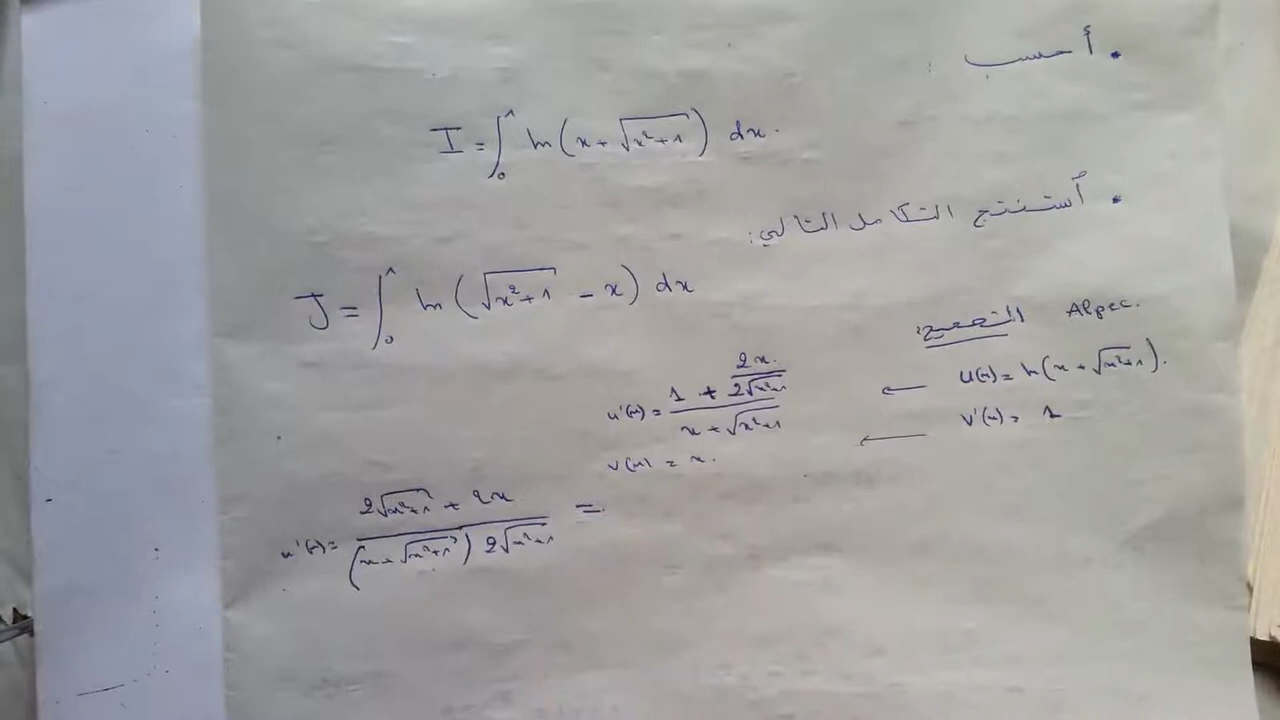 • أحسب :
I = ∫₀¹ ln(x + √(x²+1)) dx.
• أستنتج التكامل التالي:
J = ∫₀¹ ln(√(x²+1) - x) dx
التصحيح: Alpec.
u(x) = ln(x + √(x²+1)). ← u'(x) = (1 + 2x/(2√(x²+1)))/(x + √(x²+1))
v'(x) = 1 ← v(x) = x.
u'(x) = (2√(x²+1) + 2x)/((x + √(x²+1)) 2√(x²+1)) =